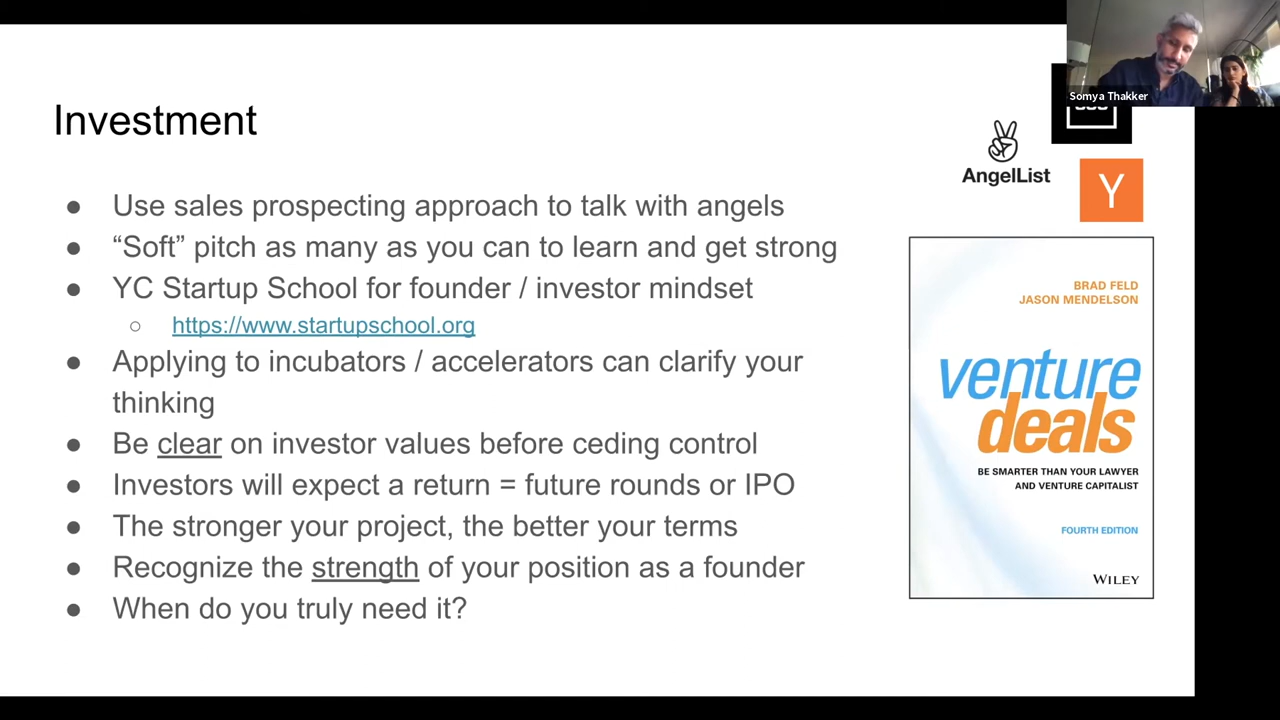 Somya Thakker
Investment
AngelList
Y
● Use sales prospecting approach to talk with angels
● “Soft” pitch as many as you can to learn and get strong
● YC Startup School for founder / investor mindset
○ https://www.startupschool.org
● Applying to incubators / accelerators can clarify your
thinking
● Be clear on investor values before ceding control
● Investors will expect a return = future rounds or IPO
● The stronger your project, the better your terms
● Recognize the strength of your position as a founder
● When do you truly need it?
BRAD FELD
JASON MENDELSON
venture
deals
BE SMARTER THAN YOUR LAWYER
AND VENTURE CAPITALIST
FOURTH EDITION
WILEY